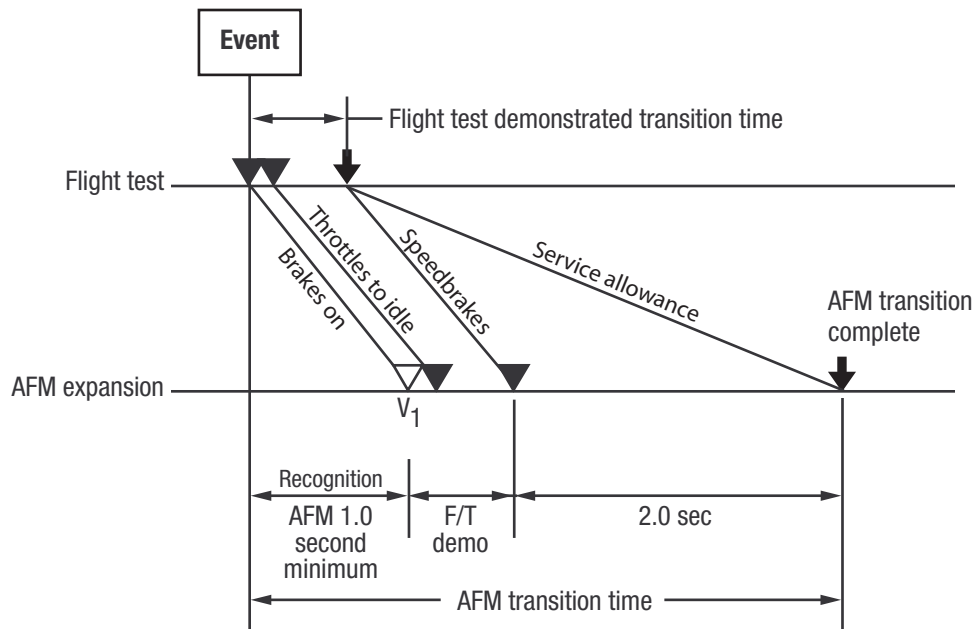 Event
Flight test demonstrated transition time
Flight test
Brakes on
Throttles to idle
Speedbrakes
Service allowance
AFM transition
complete
AFM expansion
V1
Recognition
AFM 1.0
second
minimum
F/T
demo
2.0 sec
AFM transition time